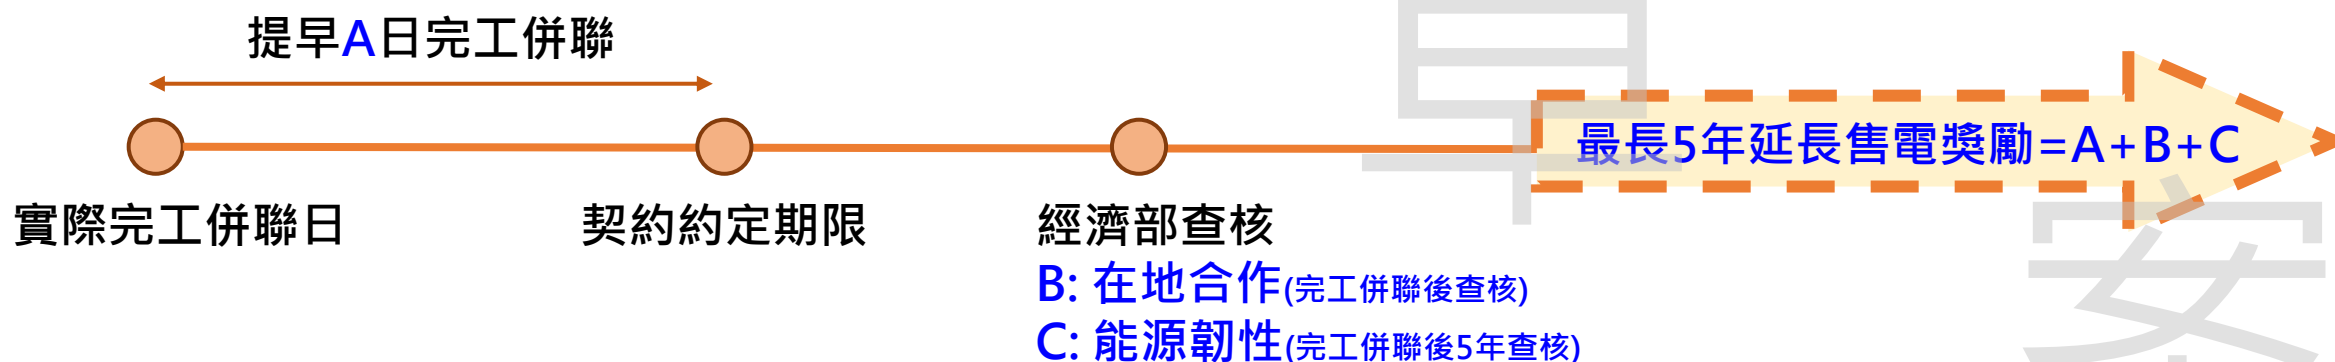 提早A日完工併聯
最長5年延長售電獎勵=A+B+C
實際完工併聯日
契約約定期限
經濟部查核
B: 在地合作(完工併聯後查核)
C: 能源韌性(完工併聯後5年查核)
早
安